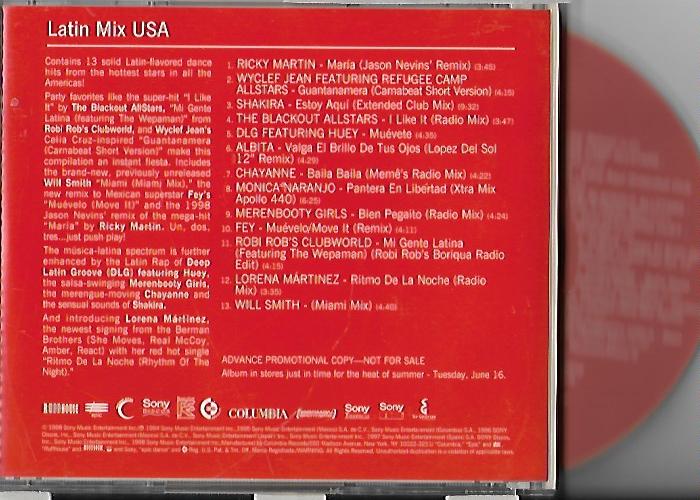 Latin Mix USA
Contains 13 solid Latin-flavored dance
hits from the hottest stars in all the
Americas!
Party favorites like the super-hit "I Like
It" by The Blackout AllStars, "Mi Gente
Latina (featuring The Wepaman)" from
Robi Rob's Clubworld, and Wyclef Jean's
Celia Cruz-inspired "Guantanamera
(Carnabeat Short Version)" make this
compilation an instant fiesta. Includes
the brand-new, previously unreleased
Will Smith "Miami (Miami Mix)," the
new remix to Mexican superstar Fey's
"Muévelo (Move It)" and the 1998
Jason Nevins' remix of the mega-hit
"María" by Ricky Martin. Un, dos,
tres...just push play!
The música-latina spectrum is further
enhanced by the Latin Rap of Deep
Latin Groove (DLG) featuring Huey,
the salsa-swinging Merenbooty Girls,
the merengue-moving Chayanne and
the sensual sounds of Shakira.
And introducing Lorena Mártinez,
the newest signing from the Berman
Brothers (She Moves, Real McCoy,
Amber, React) with her red hot single
"Ritmo De La Noche (Rhythm Of The
Night)."
1. RICKY MARTIN - María (Jason Nevins' Remix) (3:45)
2. WYCLEF JEAN FEATURING REFUGEE CAMP
ALLSTARS - Guantanamera (Carnabeat Short Version) (4:15)
3. SHAKIRA - Estoy Aquí (Extended Club Mix) (9:32)
4. THE BLACKOUT ALLSTARS - I Like It (Radio Mix) (3:47)
5. DLG FEATURING HUEY - Muévete (4:35)
6. ALBITA - Valga El Brillo De Tus Ojos (Lopez Del Sol
12" Remix) (4:29)
7. CHAYANNE - Baila Baila (Memê's Radio Mix) (4:22)
8. MONICA NARANJO - Pantera En Libertad (Xtra Mix
Apollo 440) (6:25)
9. MERENBOOTY GIRLS - Bien Pegaito (Radio Mix) (4:24)
10. FEY - Muévelo/Move It (Remix) (4:11)
11. ROBI ROB'S CLUBWORLD - Mi Gente Latina
(Featuring The Wepaman) (Robi Rob's Boriqua Radio
Edit) (4:15)
12. LORENA MÁRTINEZ - Ritmo De La Noche (Radio
Mix) (3:35)
13. WILL SMITH - (Miami Mix) (4:40)
ADVANCE PROMOTIONAL COPY—NOT FOR SALE
Album in stores just in time for the heat of summer - Tuesday, June 16.
epic
Sony
COLUMBIA
Sony
Sony